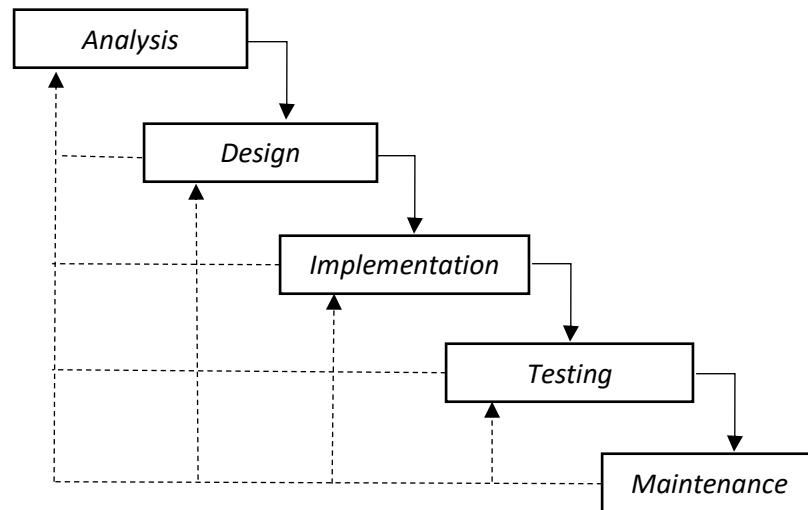 Analysis
Design
Implementation
Testing
Maintenance